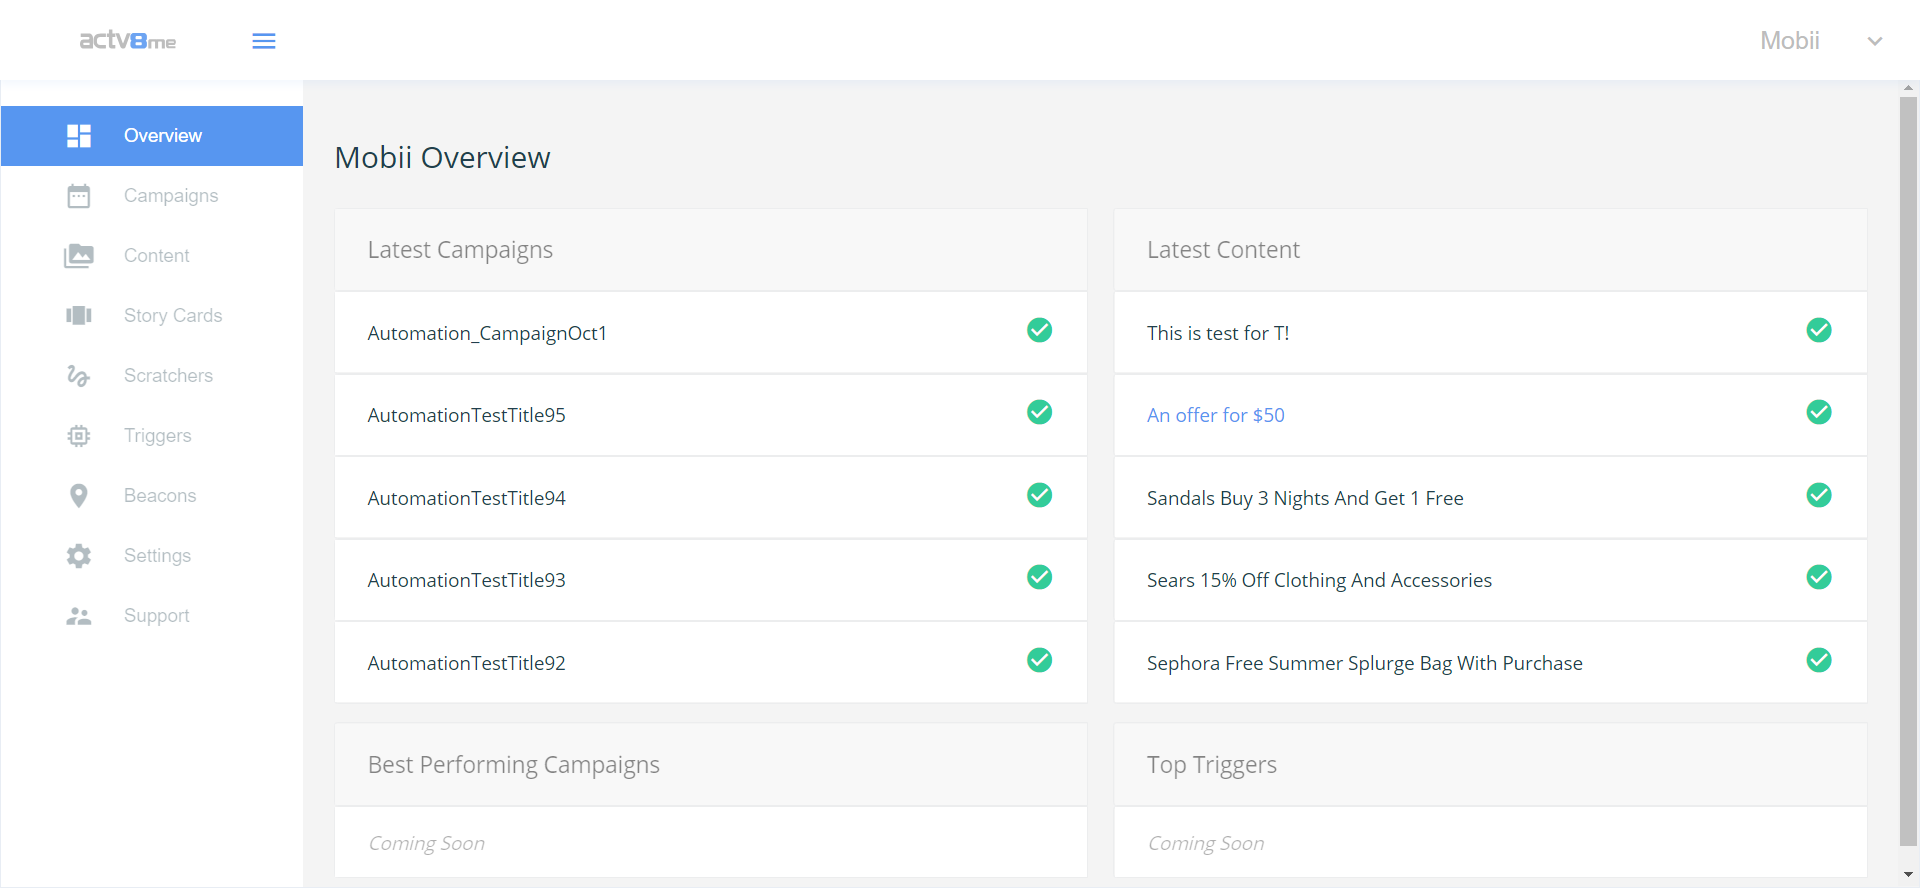 actv8me
Mobii
Overview
Campaigns
Content
Story Cards
Scratchers
Triggers
Beacons
Settings
Support
Mobii Overview
Latest Campaigns
Automation_CampaignOct1
AutomationTestTitle95
AutomationTestTitle94
AutomationTestTitle93
AutomationTestTitle92
Latest Content
This is test for T!
An offer for $50
Sandals Buy 3 Nights And Get 1 Free
Sears 15% Off Clothing And Accessories
Sephora Free Summer Splurge Bag With Purchase
Best Performing Campaigns
Coming Soon
Top Triggers
Coming Soon